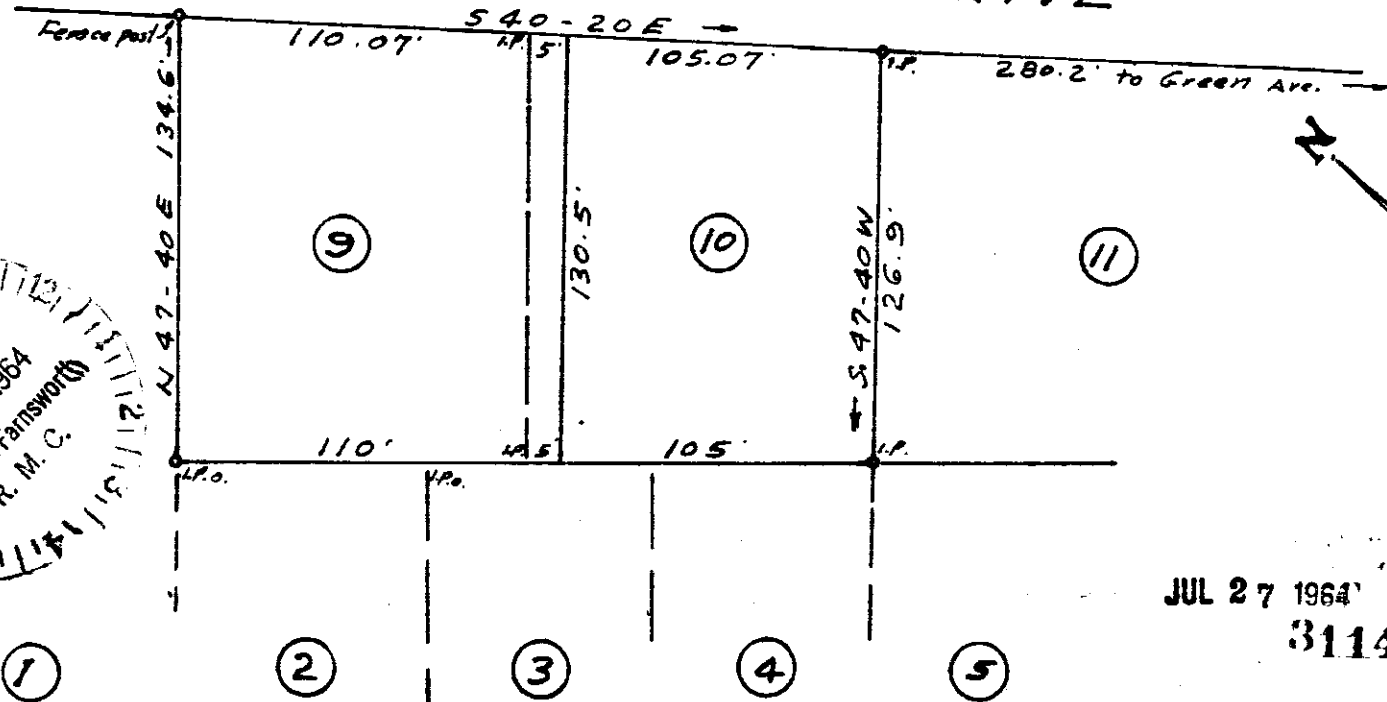 S 40-20 E →
Fence post
110.07'
I.P.
5'
105.07'
I.P.
280.2' to Green Ave. →
N 47-40 E 134.6'
N
9
130.5'
10
← S 47-40 W
126.9'
11
12
1964
Farnsworth
R. M. C.
110'
I.P.
5'
105'
I.P.
I.P.o.
I.P.o.
JUL 27 1964
3114
1
2
3
4
5